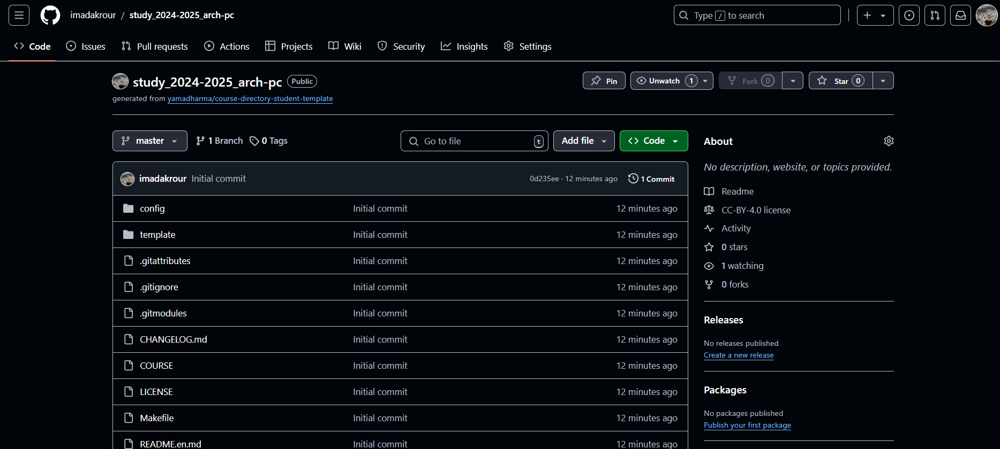 imadakrour / study_2024-2025_arch-pc
Type / to search
Code Issues Pull requests Actions Projects Wiki Security Insights Settings
study_2024-2025_arch-pc Public
Pin Unwatch 1 Fork 0 Star 0
generated from yamadharma/course-directory-student-template
master 1 Branch 0 Tags Go to file t Add file Code
imadakrour Initial commit 0d235ee · 12 minutes ago 1 Commit
config Initial commit 12 minutes ago
template Initial commit 12 minutes ago
.gitattributes Initial commit 12 minutes ago
.gitignore Initial commit 12 minutes ago
.gitmodules Initial commit 12 minutes ago
CHANGELOG.md Initial commit 12 minutes ago
COURSE Initial commit 12 minutes ago
LICENSE Initial commit 12 minutes ago
Makefile Initial commit 12 minutes ago
README.en.md Initial commit 12 minutes ago
About
No description, website, or topics provided.
Readme
CC-BY-4.0 license
Activity
0 stars
1 watching
0 forks
Releases
No releases published
Create a new release
Packages
No packages published
Publish your first package